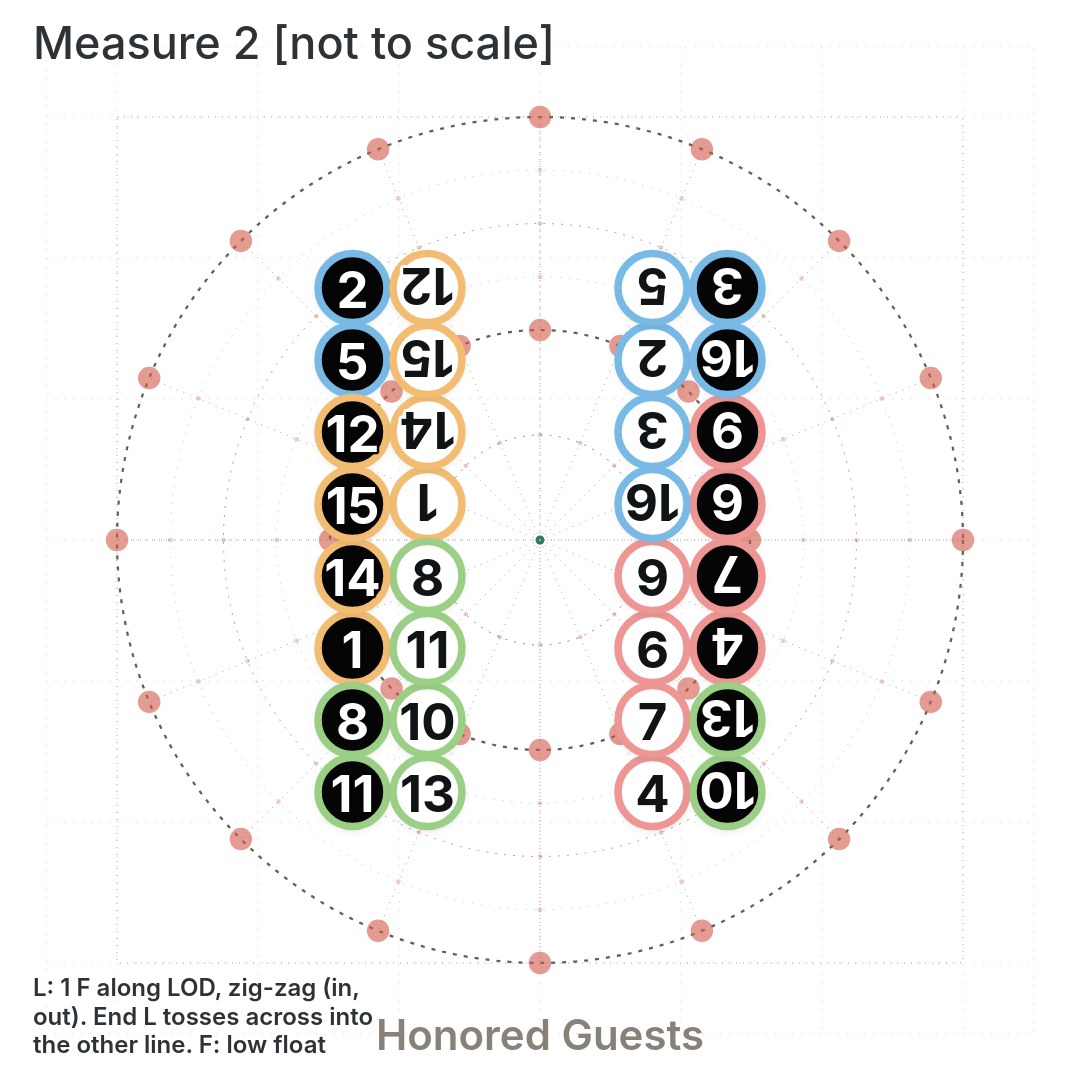 Measure 2 [not to scale]
2 12 5 3
5 15 2 16
12 14 3 9
15 1 16 6
14 8 9 7
1 11 6 4
8 10 7 13
11 13 4 10
L: 1 F along LOD, zig-zag (in,
out). End L tosses across into
the other line. F: low float
Honored Guests